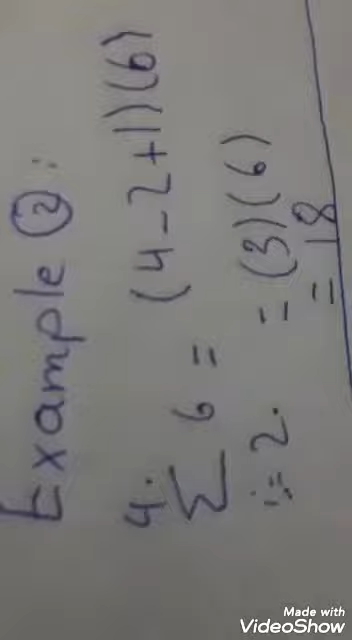 Example ②:
4
∑ 6 = (4-2+1)(6)
i=2
= (3)(6)
= 18
Made with
VideoShow